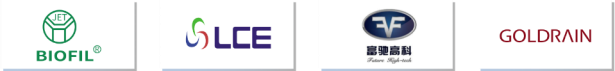 JET
BIOFIL®
LCE
富驰高科
Future High-tech
GOLDRAIN